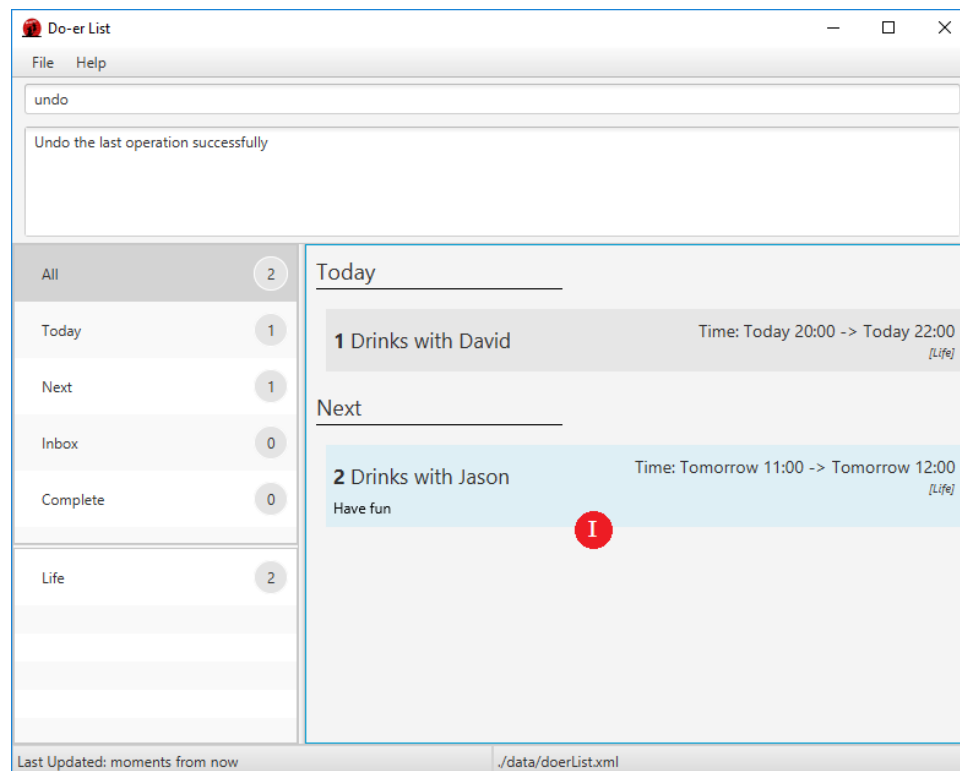 Do-er List
File Help
undo
Undo the last operation successfully
All 2
Today 1
Next 1
Inbox 0
Complete 0
Life 2
Today
1 Drinks with David
Time: Today 20:00 -> Today 22:00
[Life]
Next
2 Drinks with Jason
Time: Tomorrow 11:00 -> Tomorrow 12:00
[Life]
Have fun
I
Last Updated: moments from now
./data/doerList.xml